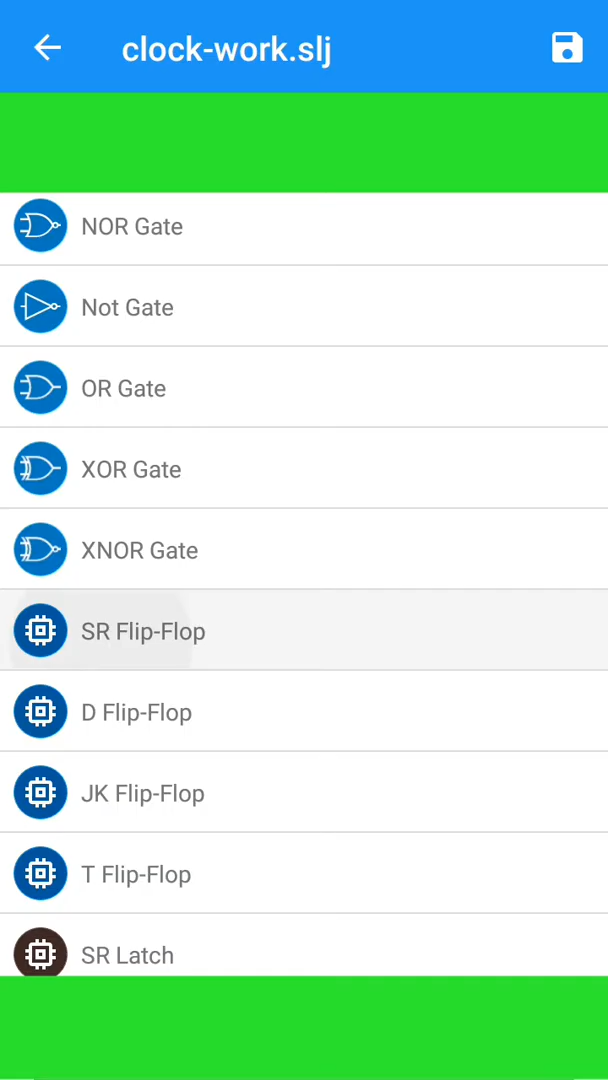 clock-work.slj
NOR Gate
Not Gate
OR Gate
XOR Gate
XNOR Gate
SR Flip-Flop
D Flip-Flop
JK Flip-Flop
T Flip-Flop
SR Latch